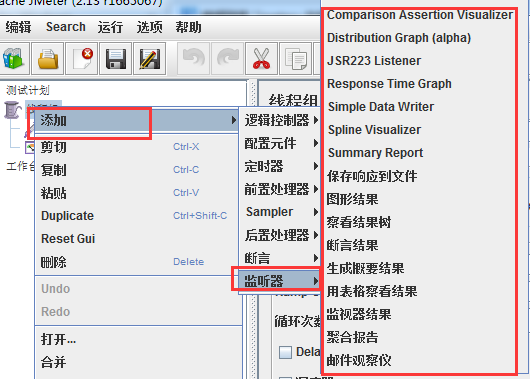 ache JMeter (2.13 r1665067)
编辑 Search 运行 选项 帮助
测试计划
线程组
工作台
添加
剪切 Ctrl-X
复制 Ctrl-C
粘贴 Ctrl-V
Duplicate Ctrl+Shift-C
Reset Gui
删除 Delete
Undo
Redo
打开...
合并
线程组
逻辑控制器
配置元件
定时器
前置处理器
Sampler
后置处理器
断言
监听器
循环次数
Dela
Comparison Assertion Visualizer
Distribution Graph (alpha)
JSR223 Listener
Response Time Graph
Simple Data Writer
Spline Visualizer
Summary Report
保存响应到文件
图形结果
察看结果树
断言结果
生成概要结果
用表格察看结果
监视器结果
聚合报告
邮件观察仪